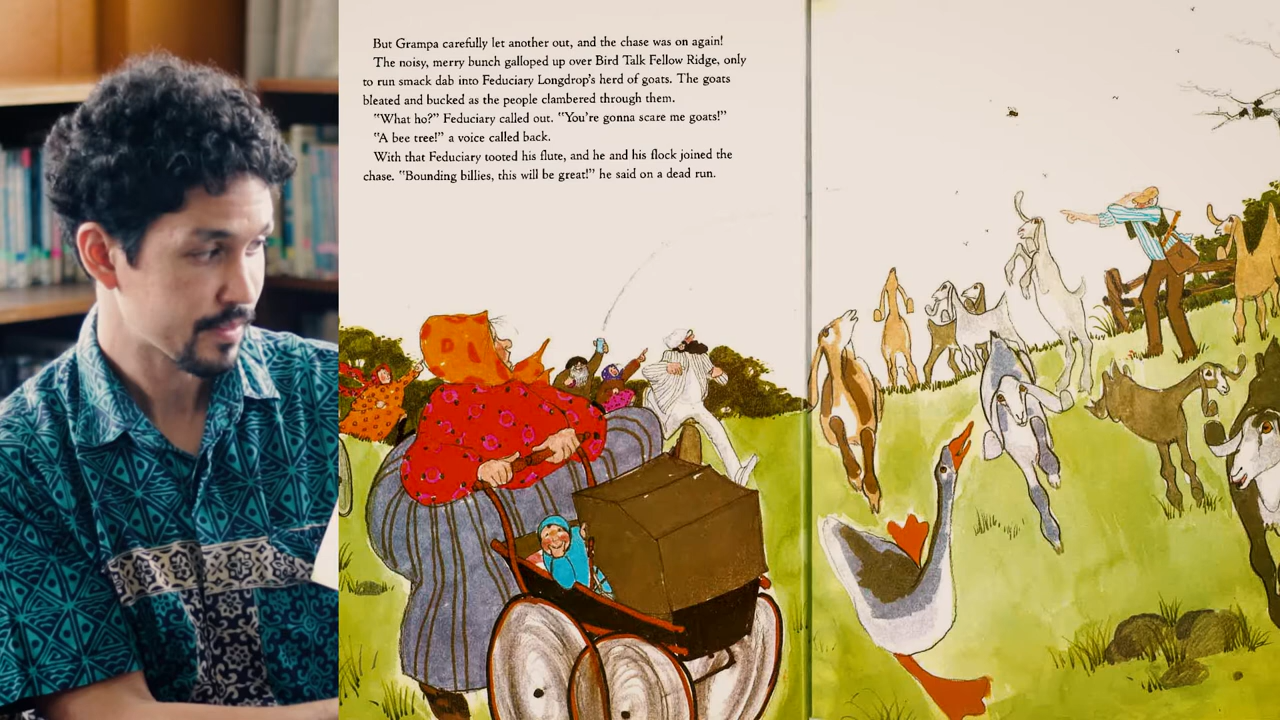 But Grampa carefully let another out, and the chase was on again!
The noisy, merry bunch galloped up over Bird Talk Fellow Ridge, only
to run smack dab into Feduciary Longdrop's herd of goats. The goats
bleated and bucked as the people clambered through them.
"What ho?" Feduciary called out. "You're gonna scare me goats!"
"A bee tree!" a voice called back.
With that Feduciary tooted his flute, and he and his flock joined the
chase. "Bounding billies, this will be great!" he said on a dead run.